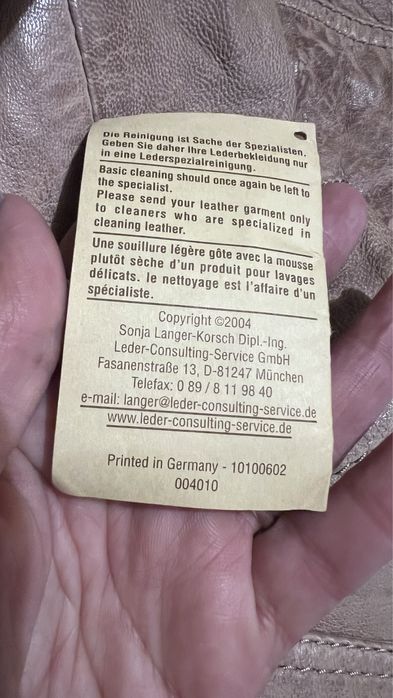 Die Reinigung ist Sache der Spezialisten.
Geben Sie daher Ihre Lederbekleidung nur
in eine Lederspezialreinigung.
Basic cleaning should once again be left to
the specialist.
Please send your leather garment only
to cleaners who are specialized in
cleaning leather.
Une souillure légère gôte avec la mousse
plutôt sèche d'un produit pour lavages
délicats. le nettoyage est l'affaire d'un
spécialiste.
Copyright ©2004
Sonja Langer-Korsch Dipl.-Ing.
Leder-Consulting-Service GmbH
Fasanenstraße 13, D-81247 München
Telefax: 0 89 / 8 11 98 40
e-mail: langer@leder-consulting-service.de
www.leder-consulting-service.de
Printed in Germany - 10100602
004010